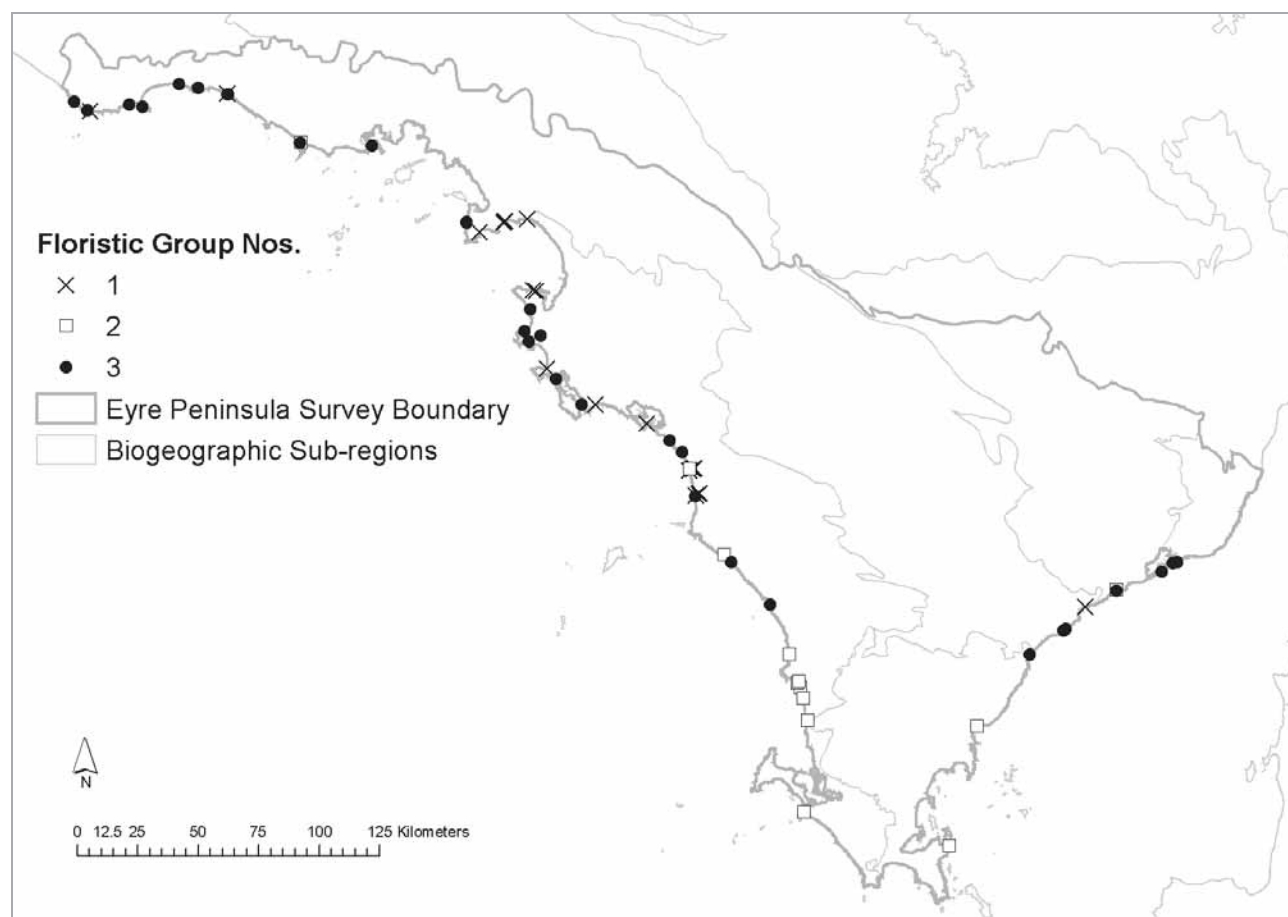 Floristic Group Nos.
1
2
3
Eyre Peninsula Survey Boundary
Biogeographic Sub-regions
N
0 12.5 25 50 75 100 125 Kilometers